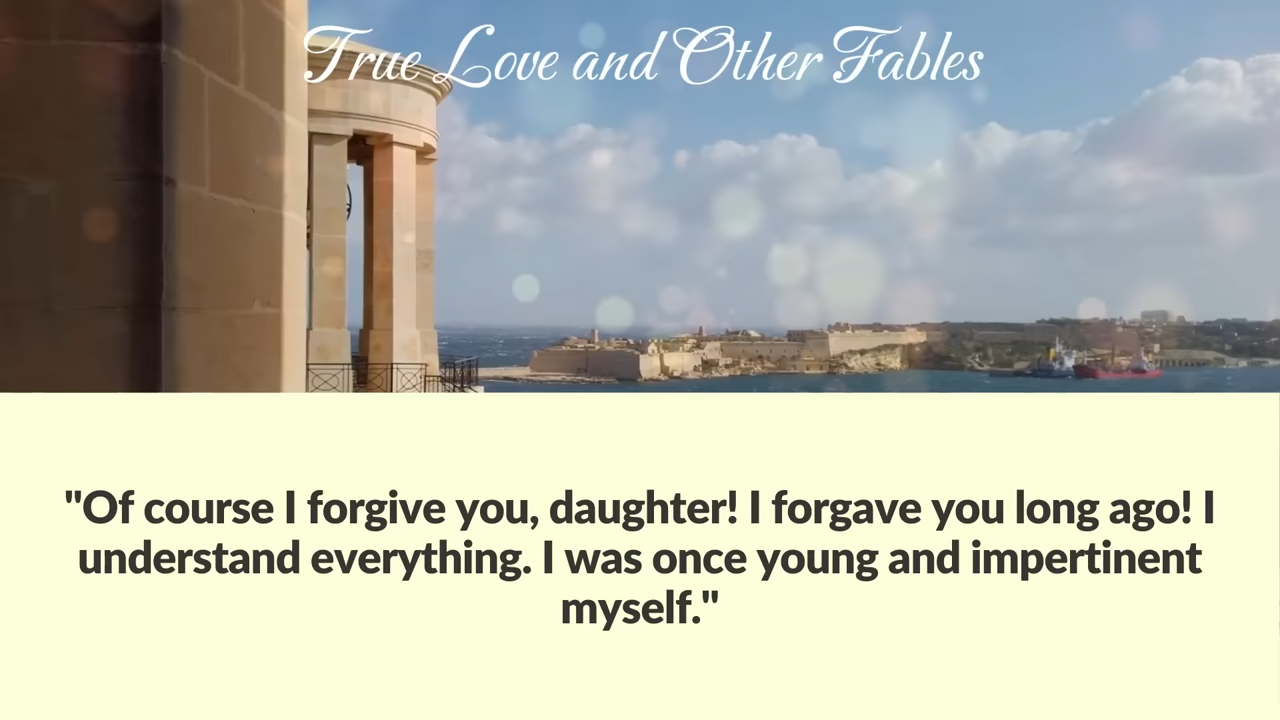 True Love and Other Fables
"Of course I forgive you, daughter! I forgave you long ago! I
understand everything. I was once young and impertinent
myself."